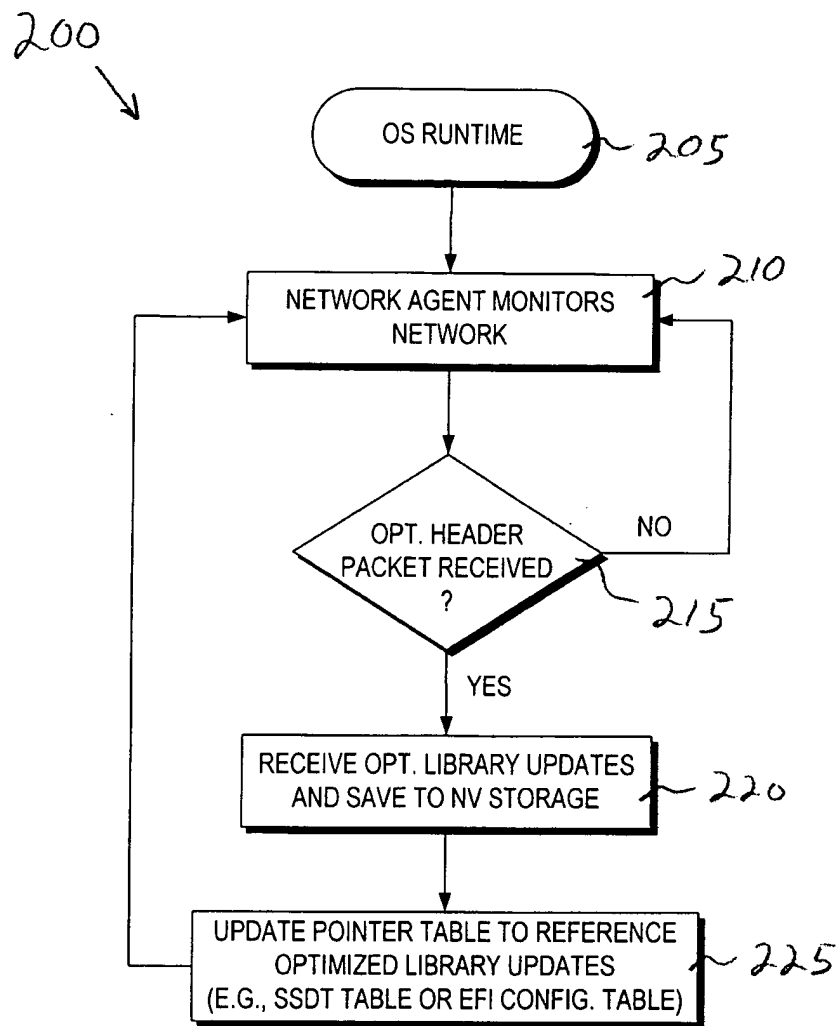 200
OS RUNTIME
205
210
NETWORK AGENT MONITORS
NETWORK
OPT. HEADER
PACKET RECEIVED
?
NO
215
YES
RECEIVE OPT. LIBRARY UPDATES
AND SAVE TO NV STORAGE
220
UPDATE POINTER TABLE TO REFERENCE
OPTIMIZED LIBRARY UPDATES
(E.G., SSDT TABLE OR EFI CONFIG. TABLE)
225